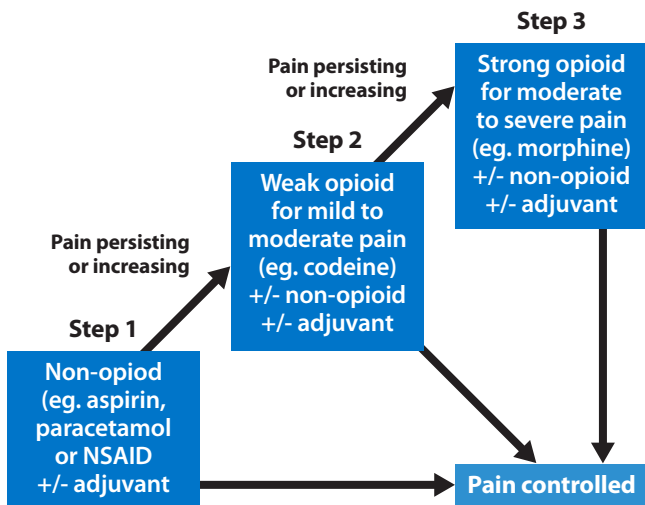 Step 3
Strong opioid
for moderate
to severe pain
(eg. morphine)
+/- non-opioid
+/- adjuvant
Pain persisting
or increasing
Step 2
Weak opioid
for mild to
moderate pain
(eg. codeine)
+/- non-opioid
+/- adjuvant
Pain persisting
or increasing
Step 1
Non-opiod
(eg. aspirin,
paracetamol
or NSAID
+/- adjuvant
Pain controlled